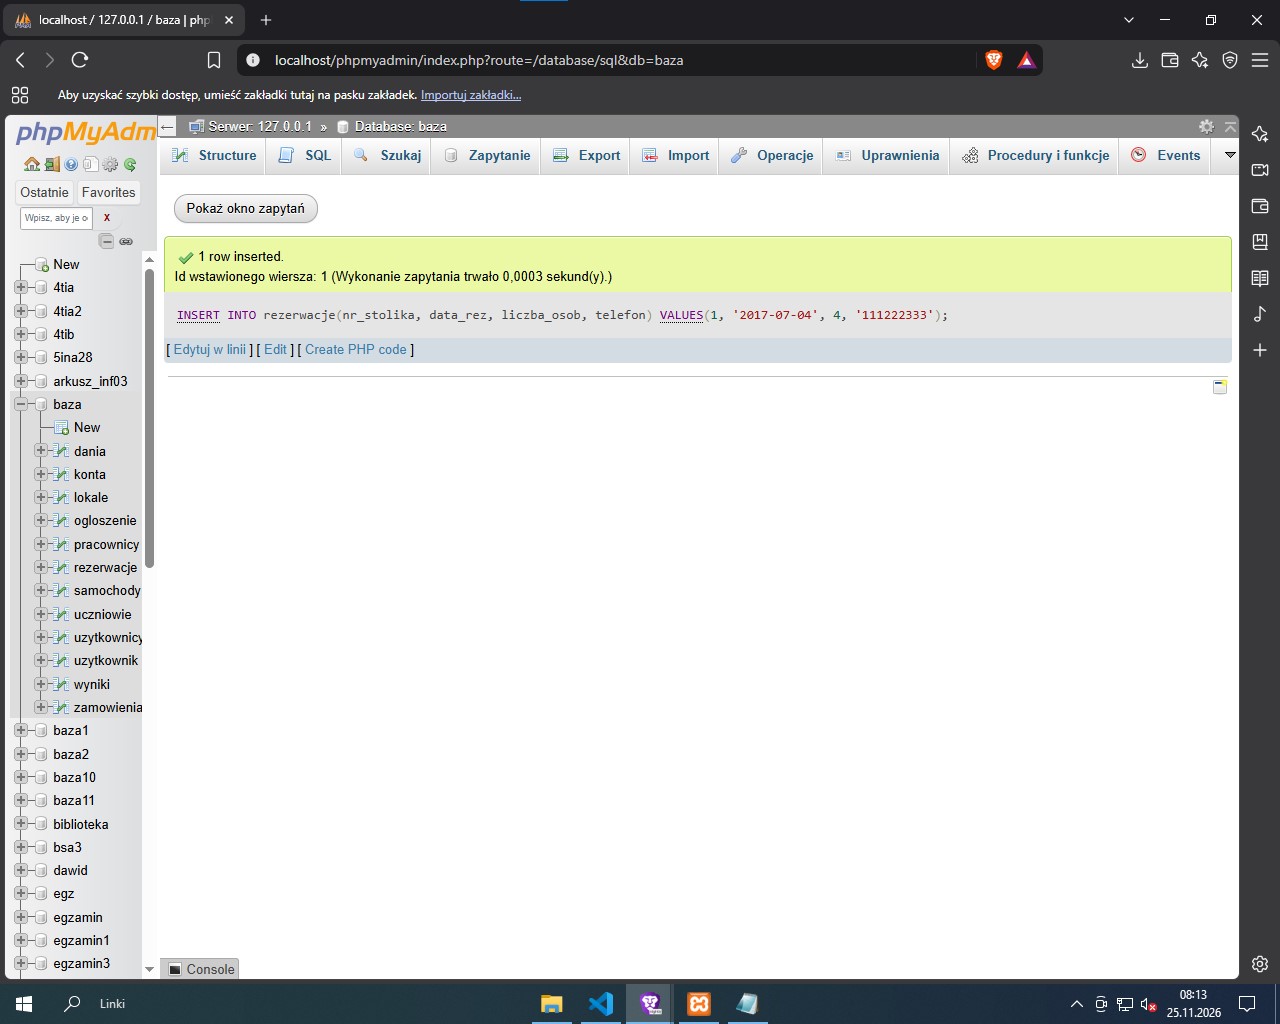 localhost / 127.0.0.1 / baza | php
localhost/phpmyadmin/index.php?route=/database/sql&db=baza
Aby uzyskać szybki dostęp, umieść zakładki tutaj na pasku zakładek. Importuj zakładki...
phpMyAdm
Serwer: 127.0.0.1 » Database: baza
Structure SQL Szukaj Zapytanie Export Import Operacje Uprawnienia Procedury i funkcje Events
Ostatnie Favorites
Wpisz, aby je o X
Pokaż okno zapytań
1 row inserted.
Id wstawionego wiersza: 1 (Wykonanie zapytania trwało 0,0003 sekund(y).)
INSERT INTO rezerwacje(nr_stolika, data_rez, liczba_osob, telefon) VALUES(1, '2017-07-04', 4, '111222333');
[ Edytuj w linii ] [ Edit ] [ Create PHP code ]
New
4tia
4tia2
4tib
5ina28
arkusz_inf03
baza
New
dania
konta
lokale
ogloszenie
pracownicy
rezerwacje
samochody
uczniowie
uzytkownicy
uzytkownik
wyniki
zamowienia
baza1
baza2
baza10
baza11
biblioteka
bsa3
dawid
egz
egzamin
egzamin1
egzamin3
Console
Linki
08:13
25.11.2026